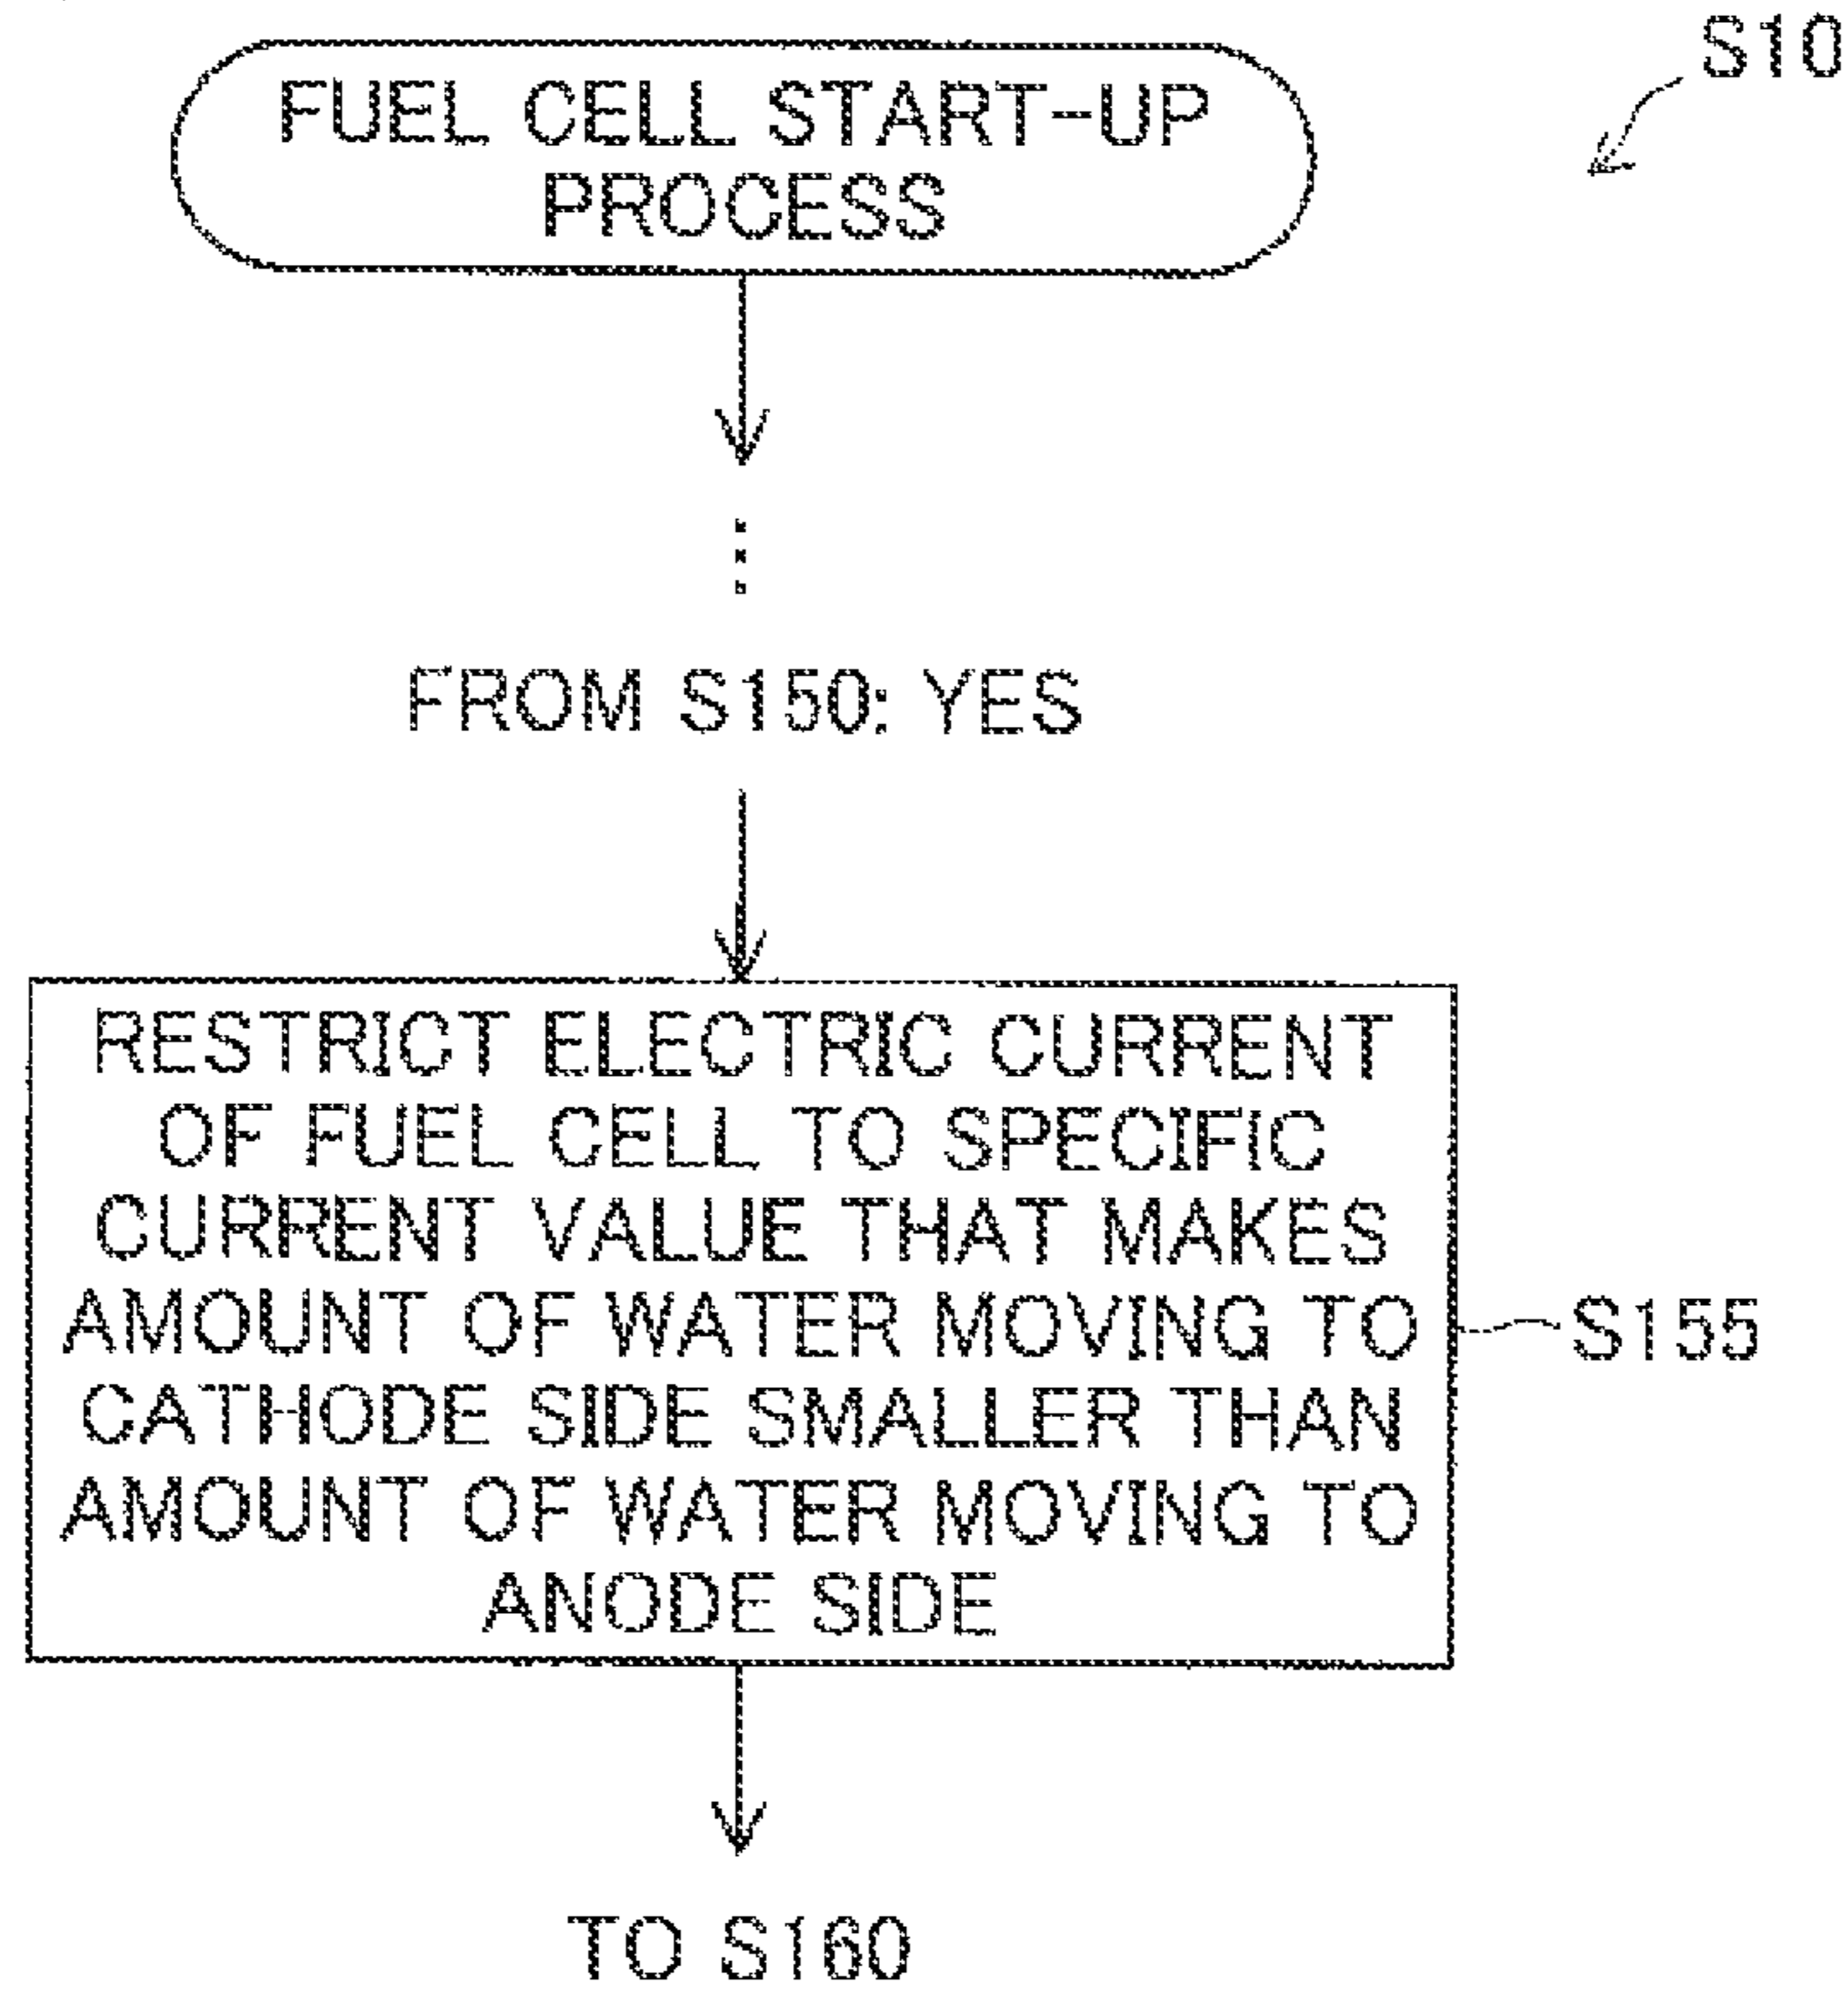 S10
FUEL CELL START-UP
PROCESS
FROM S150: YES
RESTRICT ELECTRIC CURRENT
OF FUEL CELL TO SPECIFIC
CURRENT VALUE THAT MAKES
AMOUNT OF WATER MOVING TO
CATHODE SIDE SMALLER THAN
AMOUNT OF WATER MOVING TO
ANODE SIDE
S155
TO S160